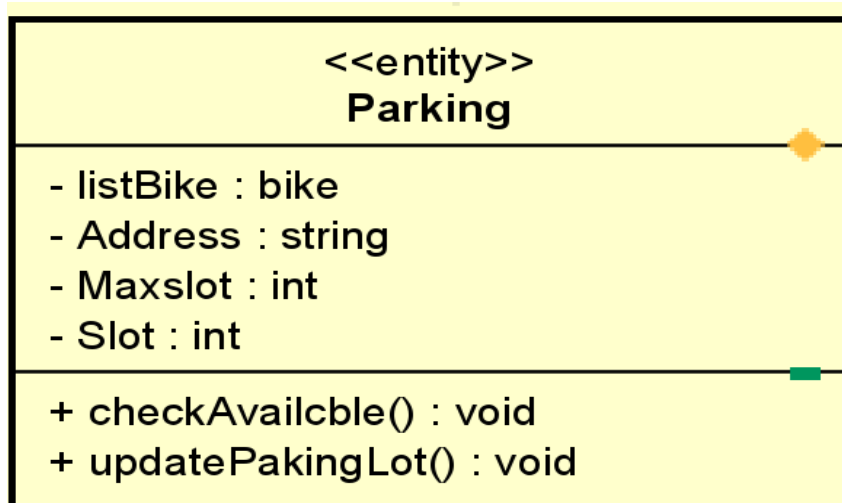 <<entity>>
Parking
- listBike : bike
- Address : string
- Maxslot : int
- Slot : int
+ checkAvailcble() : void
+ updatePakingLot() : void